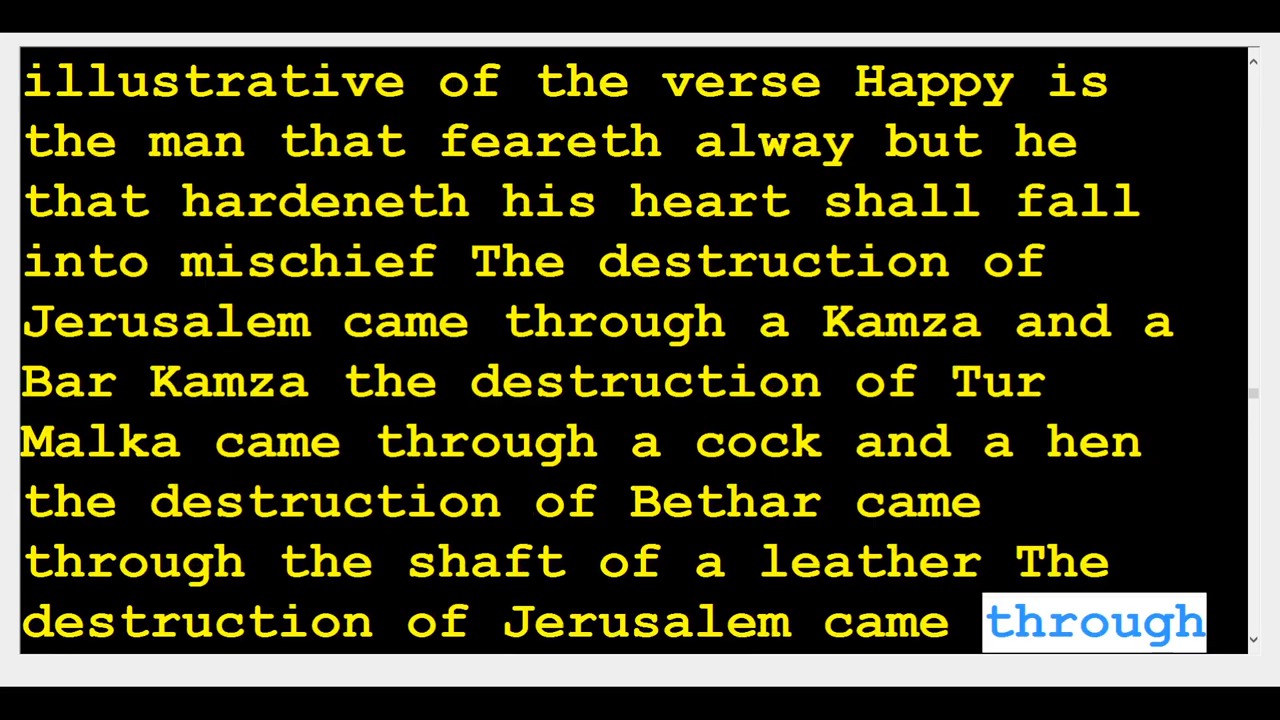 illustrative of the verse Happy is
the man that feareth alway but he
that hardeneth his heart shall fall
into mischief The destruction of
Jerusalem came through a Kamza and a
Bar Kamza the destruction of Tur
Malka came through a cock and a hen
the destruction of Bethar came
through the shaft of a leather The
destruction of Jerusalem came through